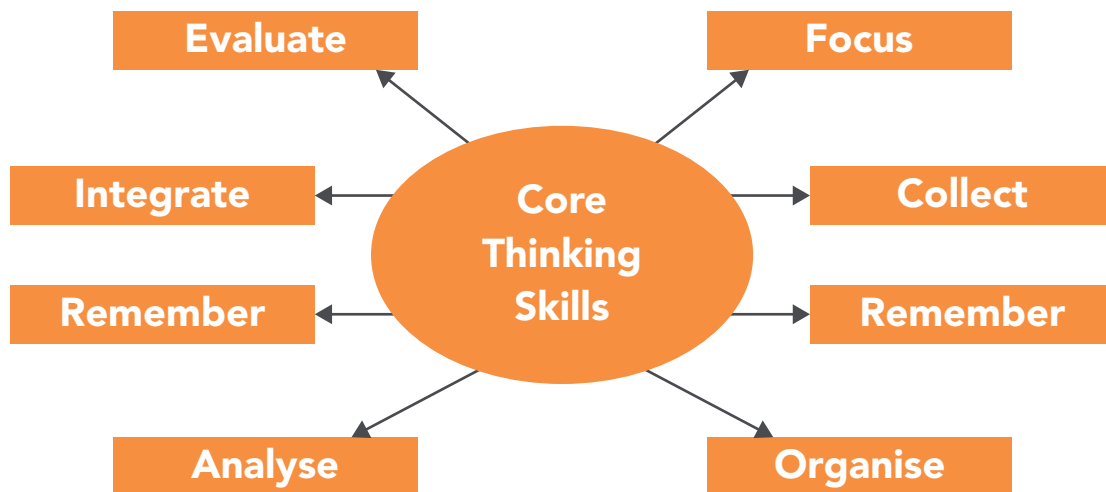 Evaluate
Focus
Integrate
Core
Thinking
Skills
Collect
Remember
Remember
Analyse
Organise